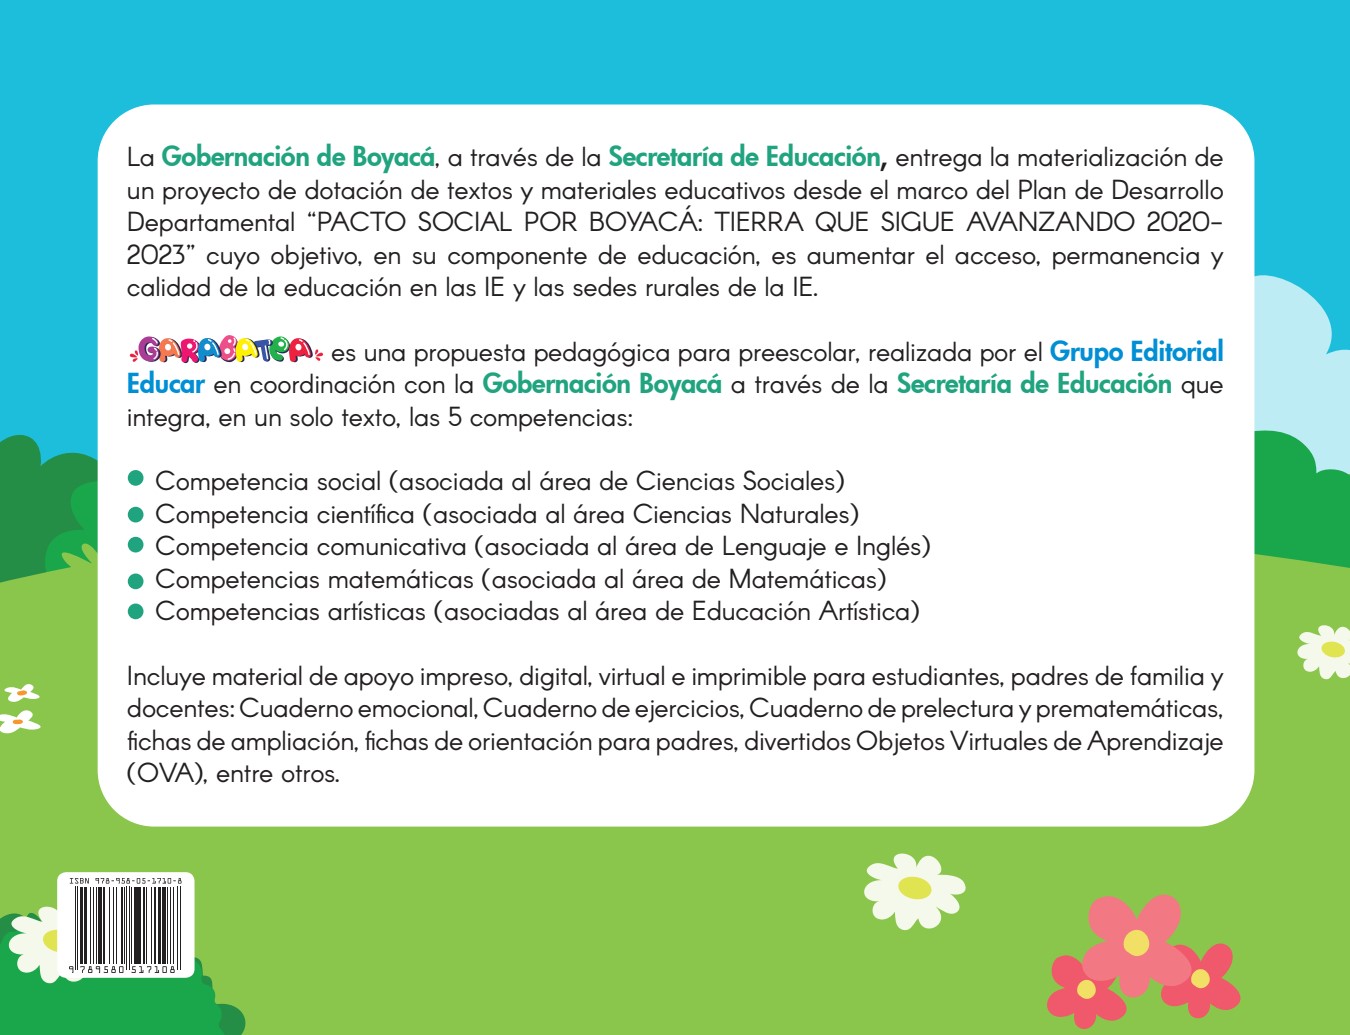 La Gobernación de Boyacá, a través de la Secretaría de Educación, entrega la materialización de
un proyecto de dotación de textos y materiales educativos desde el marco del Plan de Desarrollo
Departamental “PACTO SOCIAL POR BOYACÁ: TIERRA QUE SIGUE AVANZANDO 2020-
2023” cuyo objetivo, en su componente de educación, es aumentar el acceso, permanencia y
calidad de la educación en las IE y las sedes rurales de la IE.
GARABATEA es una propuesta pedagógica para preescolar, realizada por el Grupo Editorial
Educar en coordinación con la Gobernación Boyacá a través de la Secretaría de Educación que
integra, en un solo texto, las 5 competencias:
● Competencia social (asociada al área de Ciencias Sociales)
● Competencia científica (asociada al área Ciencias Naturales)
● Competencia comunicativa (asociada al área de Lenguaje e Inglés)
● Competencias matemáticas (asociada al área de Matemáticas)
● Competencias artísticas (asociadas al área de Educación Artística)
Incluye material de apoyo impreso, digital, virtual e imprimible para estudiantes, padres de familia y
docentes: Cuaderno emocional, Cuaderno de ejercicios, Cuaderno de prelectura y prematemáticas,
fichas de ampliación, fichas de orientación para padres, divertidos Objetos Virtuales de Aprendizaje
(OVA), entre otros.
ISBN 978-958-05-1710-8
9 789580 517108